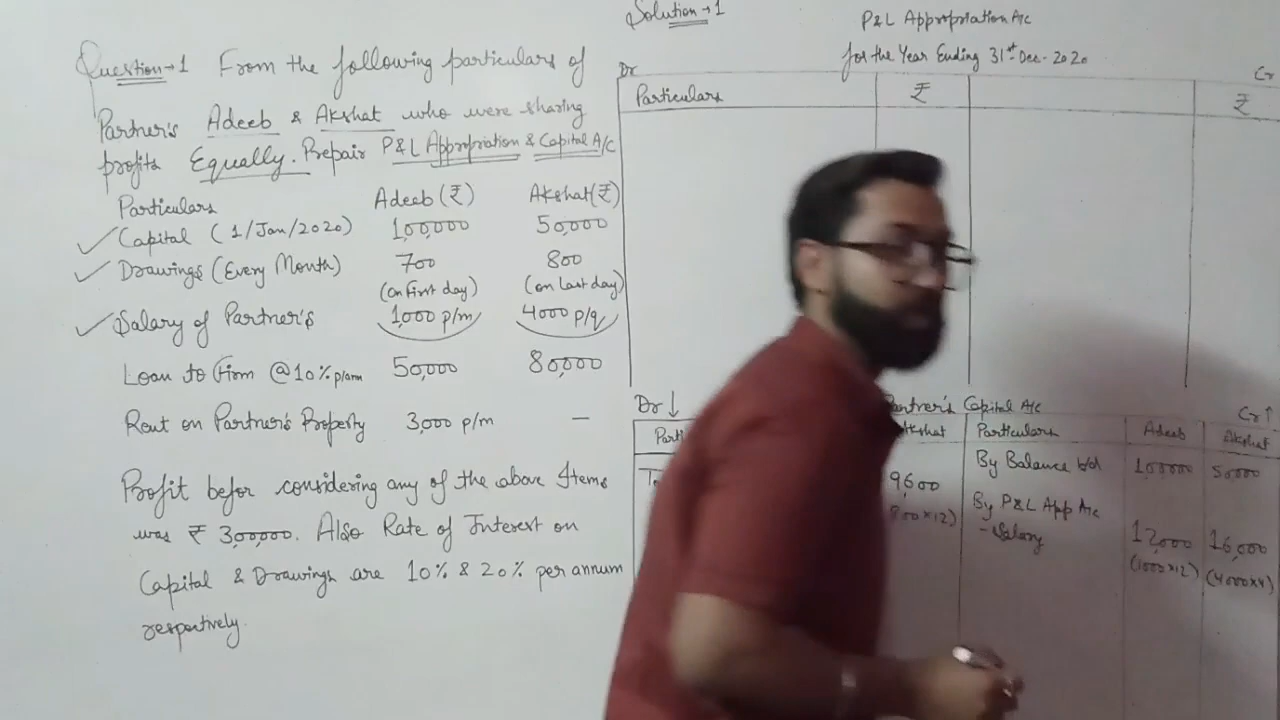 Question→1 From the following particulars of
Partner's Adeeb & Akshat who were sharing
profits Equally. Prepair P&L Appropriation & Capital A/c
Particulars Adeeb (₹) Akshat (₹)
Capital (1/Jan/2020) 1,00,000 50,000
Drawings (Every Month) 700 800
(on First day) (on last day)
Salary of Partner's 1,000 p/m 4000 p/q
Loan to Firm @10% p/ann 50,000 80,000
Rent on Partner's Property 3,000 p/m —
Profit befor considering any of the above Items
was ₹ 3,00,000. Also Rate of Interest on
Capital & Drawings are 10% & 20% per annum
respectively.
Solution→1
P&L Appropriation A/c
for the Year Ending 31st Dec. 2020
Dr Cr
Particulars ₹ ₹
Dr↓ Partner's Capital A/c Cr↑
Akshat Particulars Adeeb Akshat
By Balance b/d 1,00,000 50,000
9,600 By P&L App A/c
(800×12) - Salary 12,000 16,000
(1000×12) (4000×4)